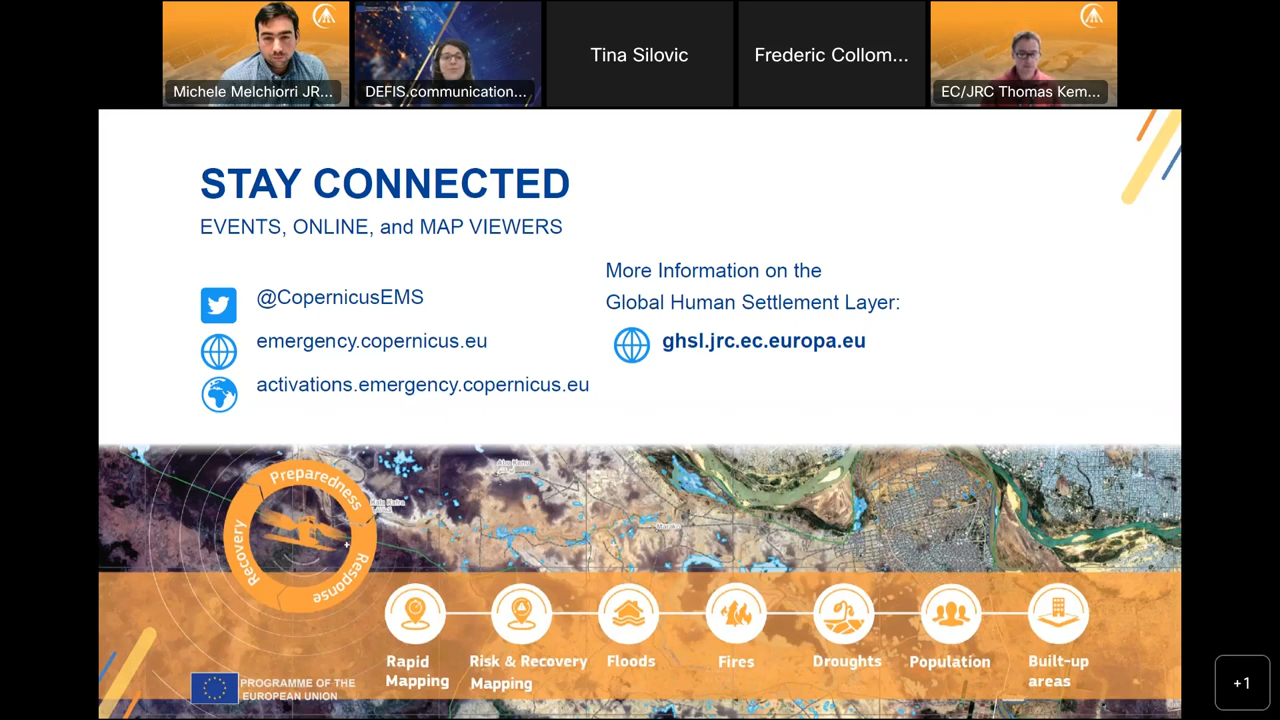 Michele Melchiorri JR...
DEFIS.communication...
Tina Silovic
Frederic Collom...
EC/JRC Thomas Kem...
STAY CONNECTED
EVENTS, ONLINE, and MAP VIEWERS
@CopernicusEMS
emergency.copernicus.eu
activations.emergency.copernicus.eu
More Information on the
Global Human Settlement Layer:
ghsl.jrc.ec.europa.eu
Preparedness
Response
Recovery
Rapid
Mapping
Risk & Recovery
Mapping
Floods
Fires
Droughts
Population
Built-up
areas
PROGRAMME OF THE
EUROPEAN UNION
+1